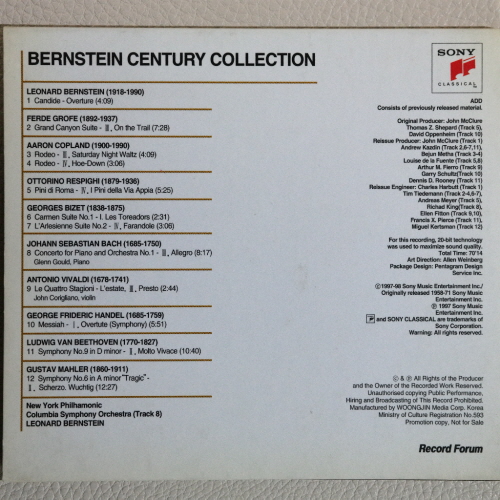 BERNSTEIN CENTURY COLLECTION
LEONARD BERNSTEIN (1918-1990)
1 Candide - Overture (4:09)
FERDE GROFE (1892-1937)
2 Grand Canyon Suite - Ⅱ, On the Trail (7:28)
AARON COPLAND (1900-1990)
3 Rodeo - Ⅱ, Saturday Night Waltz (4:09)
4 Rodeo - Ⅳ, Hoe-Down (3:06)
OTTORINO RESPIGHI (1879-1936)
5 Pini di Roma - Ⅳ, I Pini della Via Appia (5:25)
GEORGES BIZET (1838-1875)
6 Carmen Suite No.1 - I. Les Toreadors (2:31)
7 L'Arlesienne Suite No.2 - Ⅳ, Farandole (3:06)
JOHANN SEBASTIAN BACH (1685-1750)
8 Concerto for Piano and Orchestra No.1 - Ⅲ, Allegro (8:17)
Glenn Gould, Piano
ANTONIO VIVALDI (1678-1741)
9 Le Quattro Stagioni - L'estate, Ⅲ, Presto (2:44)
John Corigliano, violin
GEORGE FRIDERIC HANDEL (1685-1759)
10 Messiah - Ⅰ, Overtute (Symphony) (5:51)
LUDWIG VAN BEETHOVEN (1770-1827)
11 Symphony No.9 in D minor - Ⅱ, Molto Vivace (10:40)
GUSTAV MAHLER (1860-1911)
12 Symphony No.6 in A minor "Tragic" -
Ⅱ, Scherzo. Wuchtig (12:27)
New York Philhamonic
Columbia Symphony Orchestra (Track 8)
LEONARD BERNSTEIN
SONY
CLASSICAL
ADD
Consists of previously released material.
Original Producer: John McClure
Thomas Z. Shepard (Track 5),
David Oppenheim (Track 10)
Reissue Producer: John McClure (Track 1)
Andrew Kazdin (Track 2,6-7,11),
Bejun Metha (Track 3-4)
Louise de la Fuente (Track 5,8)
Arthur M. Fierro (Track 9)
Garry Schultz(Track 10)
Dennis D. Rooney (Track 11)
Reissue Engineer: Charles Harbutt (Track 1)
Tim Tiedemann (Track 2-4,6-7),
Andreas Meyer (Track 5),
Richard King(Track 8),
Ellen Fitton (Track 9,10),
Francis X. Pierce (Track 11),
Miguel Kertsman (Track 12)
For this recording, 20-bit technology
was used to maximize sound quality.
Total Time: 70'14
Art Direction: Allen Weinberg
Package Design: Pentagram Design
Service Inc.
ⓒ1997-98 Sony Music Entertainment Inc./
Originally released 1958-71 Sony Music
Entertainment Inc.
ⓟ 1997 Sony Music
Entertainment Inc.
and SONY CLASSICAL are trademarks of
Sony Corporation.
Warning: All rights reserved.
ⓒ & ⓟ All Rights of the Producer
and the Owner of the Recorded Work Reserved.
Unauthorised copying Public Performance,
Hiring and Broadcasting of This Record Prohibited.
Manufactured by WOONGJIN Media Corp. Korea
Ministry of Culture Registration No.593
Promotion copy, Not for Sale
Record Forum